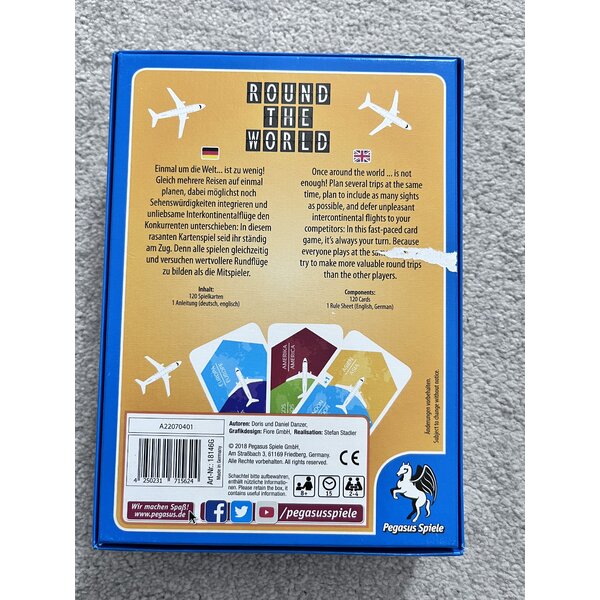 ROUND
THE
WORLD
Einmal um die Welt... ist zu wenig!
Gleich mehrere Reisen auf einmal
planen, dabei möglichst noch
Sehenswürdigkeiten integrieren und
unliebsame Interkontinentalflüge den
Konkurrenten unterschieben: In diesem
rasanten Kartenspiel seid ihr ständig
am Zug. Denn alle spielen gleichzeitig
und versuchen wertvollere Rundflüge
zu bilden als die Mitspieler.
Inhalt:
120 Spielkarten
1 Anleitung (deutsch, englisch)
Once around the world ... is not
enough! Plan several trips at the same
time, plan to include as many sights
as possible, and defer unpleasant
intercontinental flights to your
competitors: In this fast-paced card
game, it's always your turn. Because
everyone plays at the
try to make more valuable round trips
than the other players.
Components:
120 Cards
1 Rule Sheet (English, German)
EUROPA
EUROPE
AMERIKA
AMERICA
ASIEN
ASIA
Änderungen vorbehalten.
Subject to change without notice.
A22070401
4 250231 715624
Art-Nr.: 18146G
Made in Germany
Autoren: Doris und Daniel Danzer,
Grafikdesign: Fiore GmbH, Realisation: Stefan Stadler
© 2018 Pegasus Spiele GmbH,
Am Straßbach 3, 61169 Friedberg, Germany.
Alle Rechte vorbehalten. All rights reserved.
CE
Schachtel bitte aufbewahren,
enthält nützliche Informatio-
nen. Please retain the box, it
contains useful information.
8+
15
2-4
Wir machen Spaß!
www.pegasus.de
/pegasusspiele
Pegasus Spiele